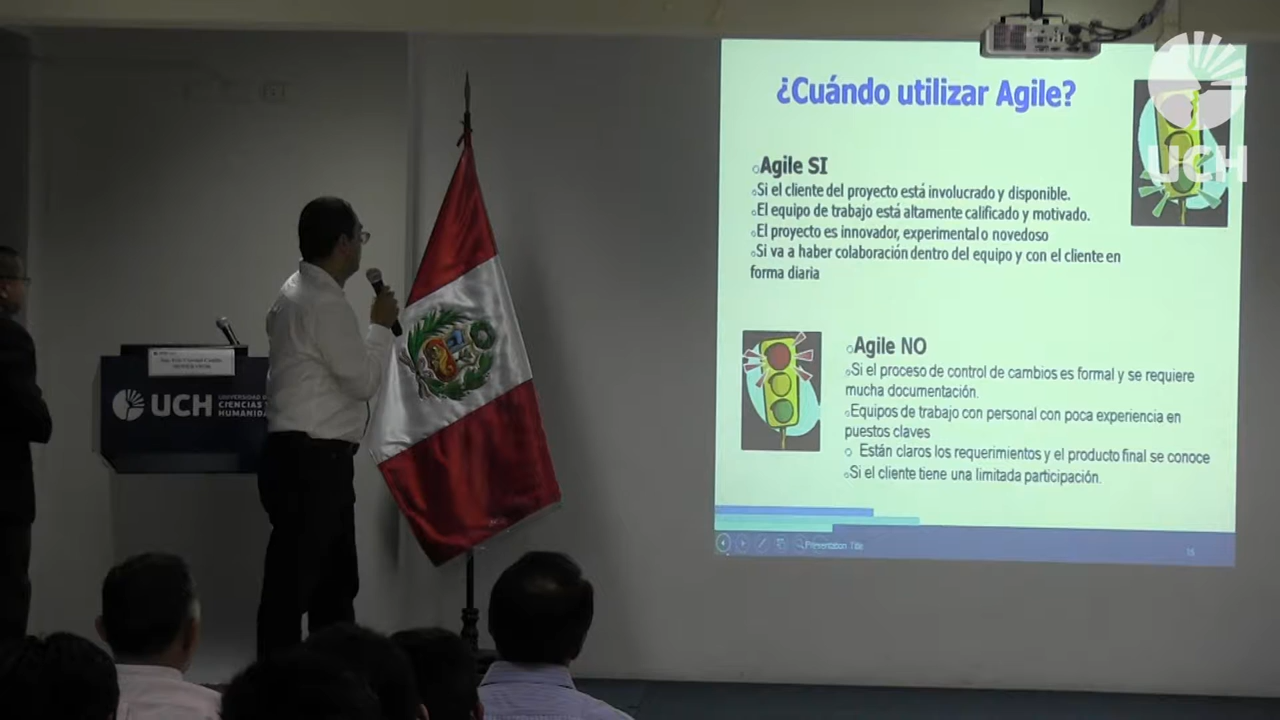 ¿Cuándo utilizar Agile?
Agile SI
Si el cliente del proyecto está involucrado y disponible.
El equipo de trabajo está altamente calificado y motivado.
El proyecto es innovador, experimental o novedoso
Si va a haber colaboración dentro del equipo y con el cliente en
forma diaria
Agile NO
Si el proceso de control de cambios es formal y se requiere
mucha documentación.
Equipos de trabajo con personal con poca experiencia en
puestos claves
Están claros los requerimientos y el producto final se conoce
Si el cliente tiene una limitada participación.
Presentation Title
15
UCH
UCH
CIENCIAS Y
HUMANIDA